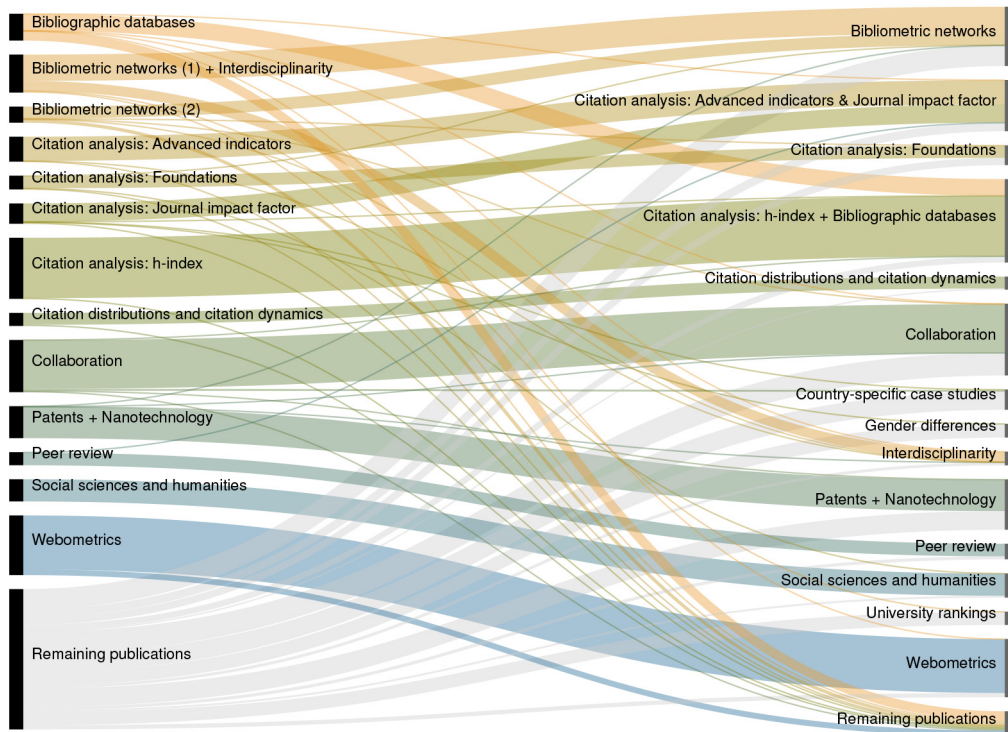 Bibliographic databases
Bibliometric networks (1) + Interdisciplinarity
Bibliometric networks (2)
Citation analysis: Advanced indicators
Citation analysis: Foundations
Citation analysis: Journal impact factor
Citation analysis: h-index
Citation distributions and citation dynamics
Collaboration
Patents + Nanotechnology
Peer review
Social sciences and humanities
Webometrics
Remaining publications
Bibliometric networks
Citation analysis: Advanced indicators & Journal impact factor
Citation analysis: Foundations
Citation analysis: h-index + Bibliographic databases
Citation distributions and citation dynamics
Collaboration
Country-specific case studies
Gender differences
Interdisciplinarity
Patents + Nanotechnology
Peer review
Social sciences and humanities
University rankings
Webometrics
Remaining publications